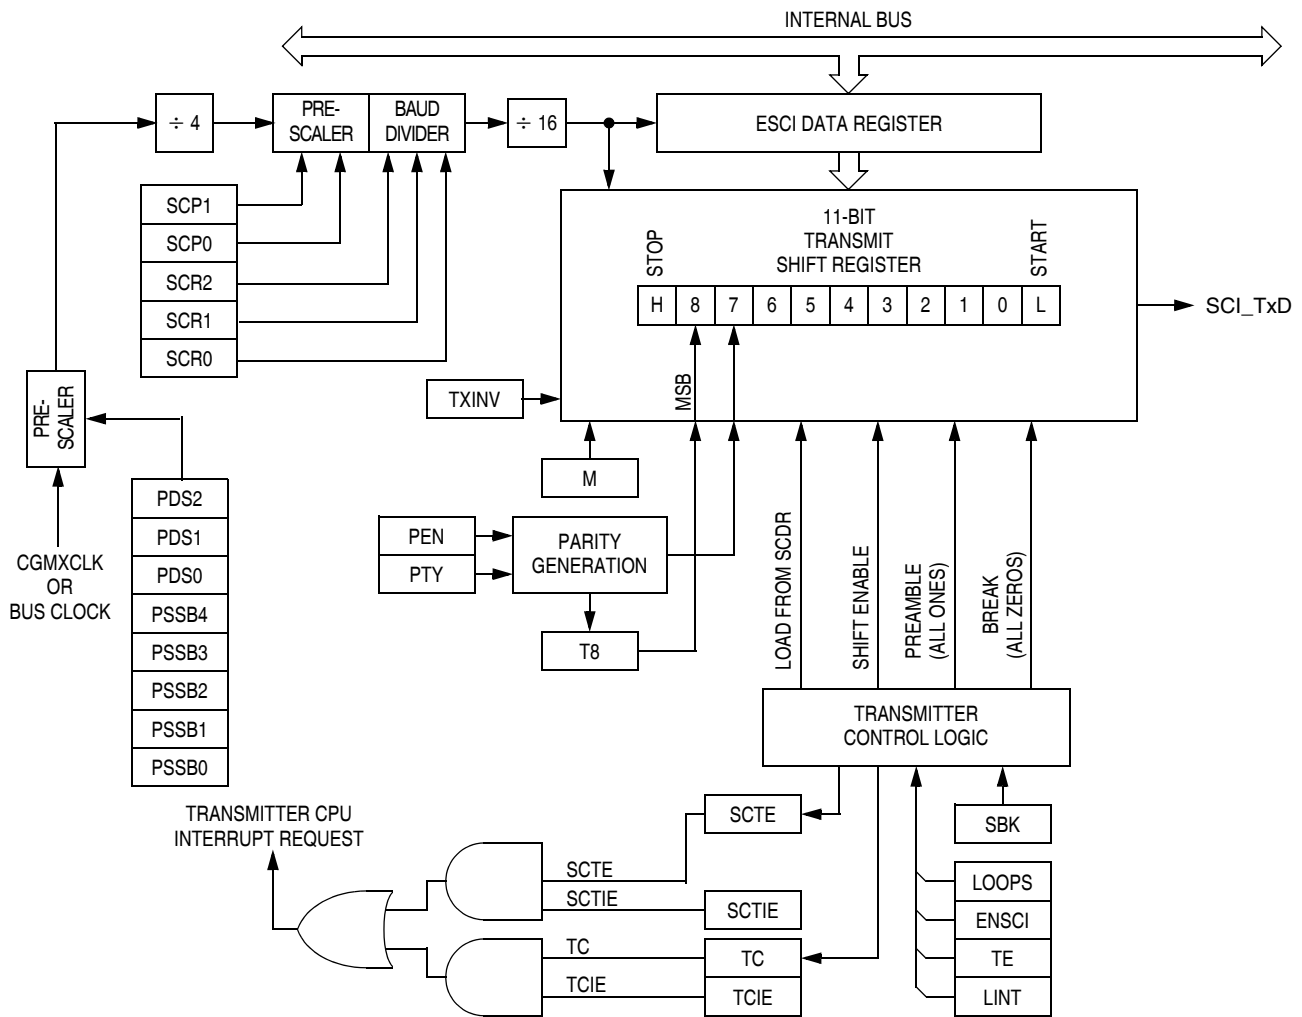 INTERNAL BUS
÷ 4
PRE-
SCALER
BAUD
DIVIDER
÷ 16
ESCI DATA REGISTER
SCP1
SCP0
SCR2
SCR1
SCR0
11-BIT
TRANSMIT
SHIFT REGISTER
STOP
START
H 8 7 6 5 4 3 2 1 0 L
SCI_TxD
PRE-
SCALER
TXINV
MSB
M
CGMXCLK
OR
BUS CLOCK
PDS2
PDS1
PDS0
PSSB4
PSSB3
PSSB2
PSSB1
PSSB0
PEN
PTY
PARITY
GENERATION
T8
LOAD FROM SCDR
SHIFT ENABLE
PREAMBLE
(ALL ONES)
BREAK
(ALL ZEROS)
TRANSMITTER
CONTROL LOGIC
TRANSMITTER CPU
INTERRUPT REQUEST
SCTE
SBK
SCTE
SCTIE
SCTIE
TC
TC
TCIE
TCIE
LOOPS
ENSCI
TE
LINT